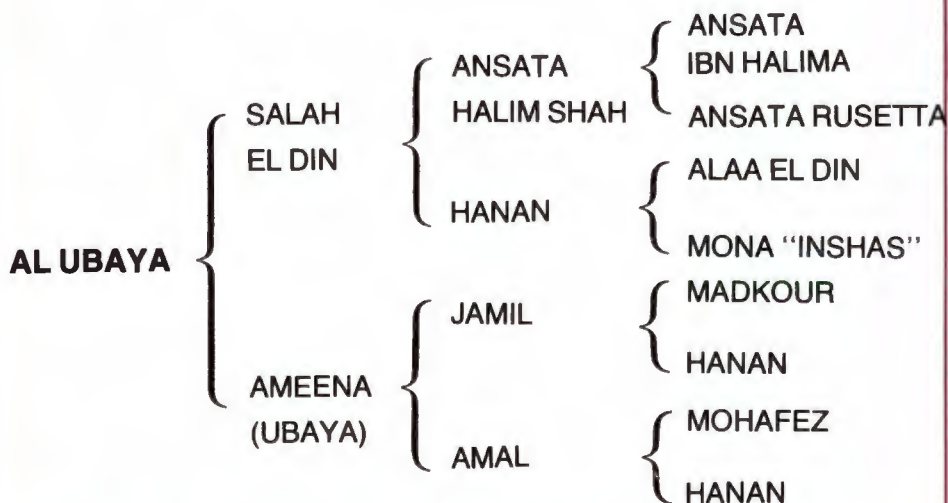 ANSATA
IBN HALIMA
ANSATA
HALIM SHAH
ANSATA RUSETTA
SALAH
EL DIN
ALAA EL DIN
HANAN
MONA "INSHAS"
AL UBAYA
MADKOUR
JAMIL
HANAN
AMEENA
(UBAYA)
MOHAFEZ
AMAL
HANAN